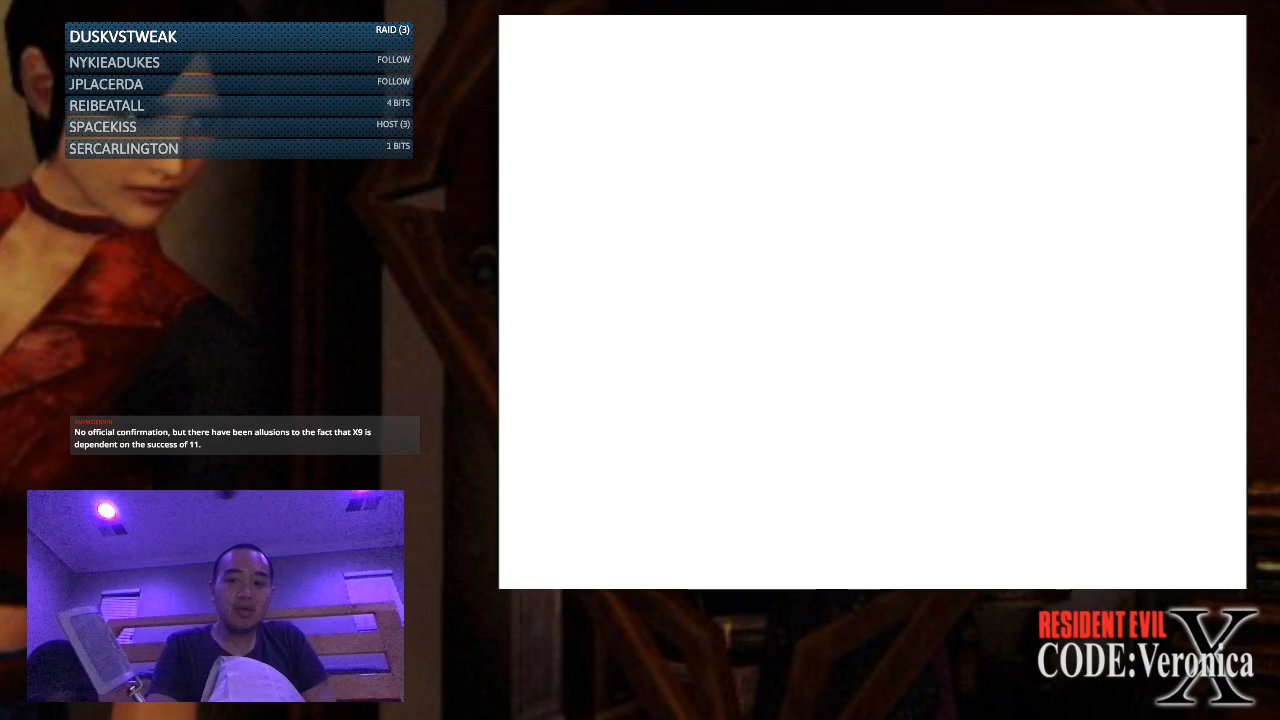 DUSKVSTWEAK RAID (3)
NYKIEADUKES FOLLOW
JPLACERDA FOLLOW
REIBEATALL 4 BITS
SPACEKISS HOST (3)
SERCARLINGTON 1 BITS
No official confirmation, but there have been allusions to the fact that X9 is
dependent on the success of 11.
RESIDENT EVIL
CODE:Veronica X